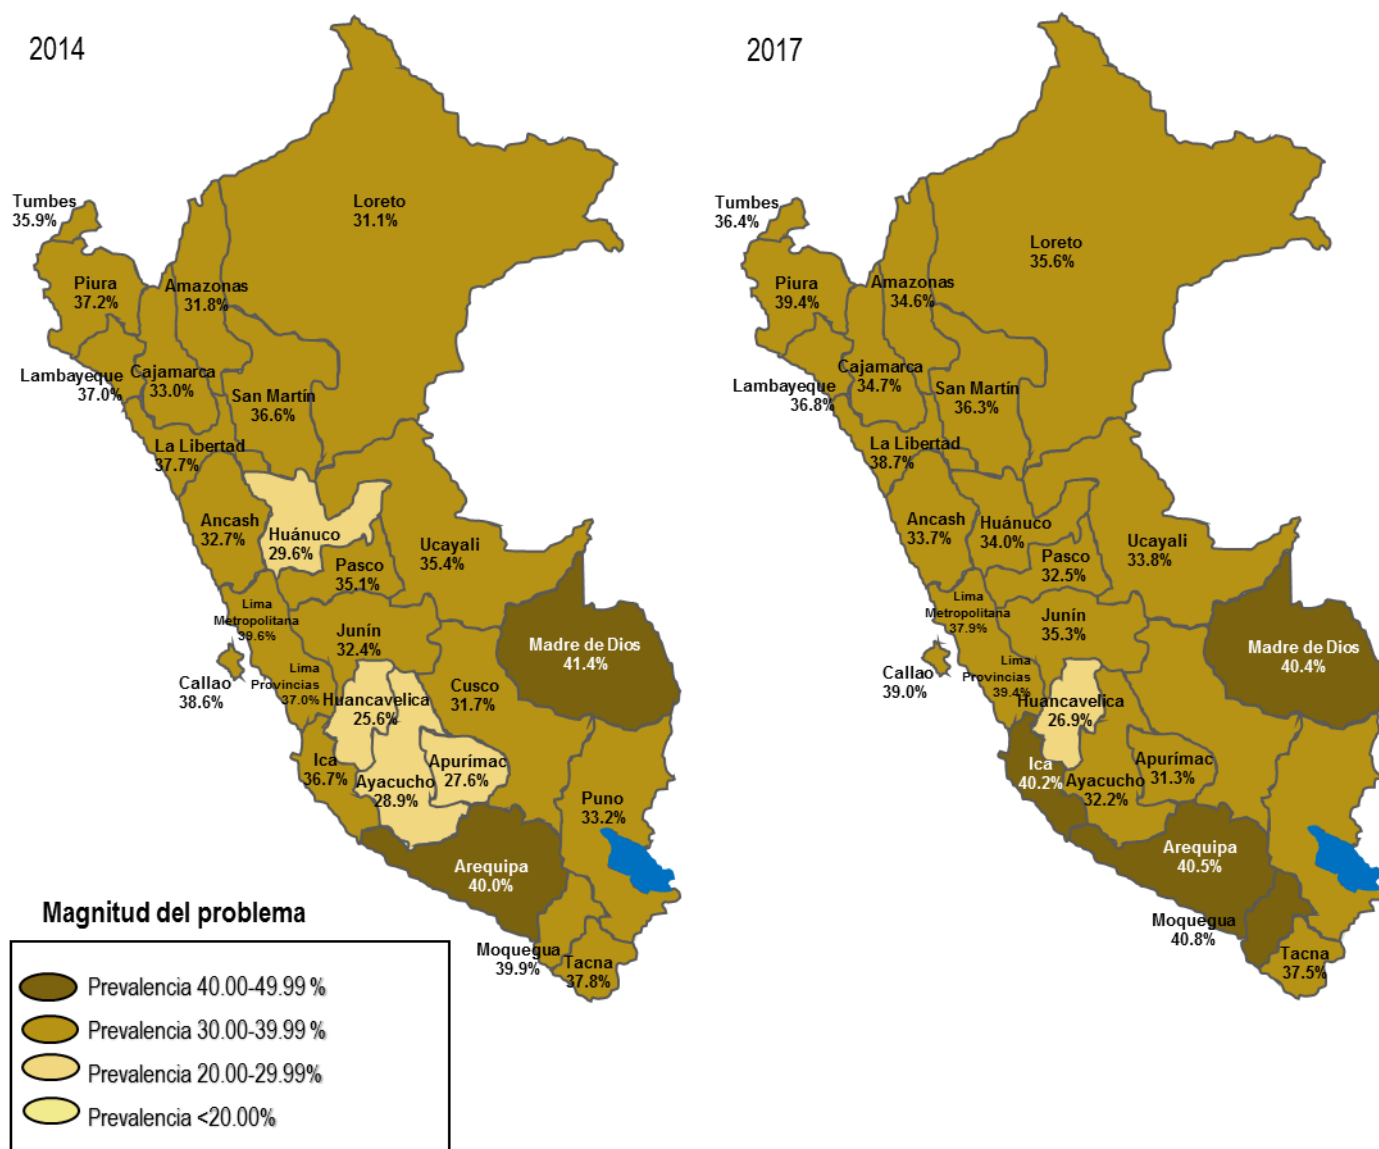 2014
Tumbes
35.9%
Loreto
31.1%
Piura
37.2%
Amazonas
31.8%
Lambayeque
37.0%
Cajamarca
33.0%
San Martín
36.6%
La Libertad
37.7%
Ancash
32.7%
Huánuco
29.6%
Ucayali
35.4%
Pasco
35.1%
Lima
Metropolitana
39.6%
Junín
32.4%
Madre de Dios
41.4%
Callao
38.6%
Lima
Provincias
37.0%
Huancavelica
25.6%
Cusco
31.7%
Ica
36.7%
Ayacucho
28.9%
Apurímac
27.6%
Puno
33.2%
Arequipa
40.0%
Moquegua
39.9%
Tacna
37.8%
2017
Tumbes
36.4%
Loreto
35.6%
Piura
39.4%
Amazonas
34.6%
Lambayeque
36.8%
Cajamarca
34.7%
San Martín
36.3%
La Libertad
38.7%
Ancash
33.7%
Huánuco
34.0%
Ucayali
33.8%
Pasco
32.5%
Lima
Metropolitana
37.9%
Junín
35.3%
Madre de Dios
40.4%
Callao
39.0%
Lima
Provincias
39.4%
Huancavelica
26.9%
Ica
40.2%
Ayacucho
32.2%
Apurímac
31.3%
Arequipa
40.5%
Moquegua
40.8%
Tacna
37.5%
Magnitud del problema
Prevalencia 40.00-49.99 %
Prevalencia 30.00-39.99 %
Prevalencia 20.00-29.99%
Prevalencia <20.00%